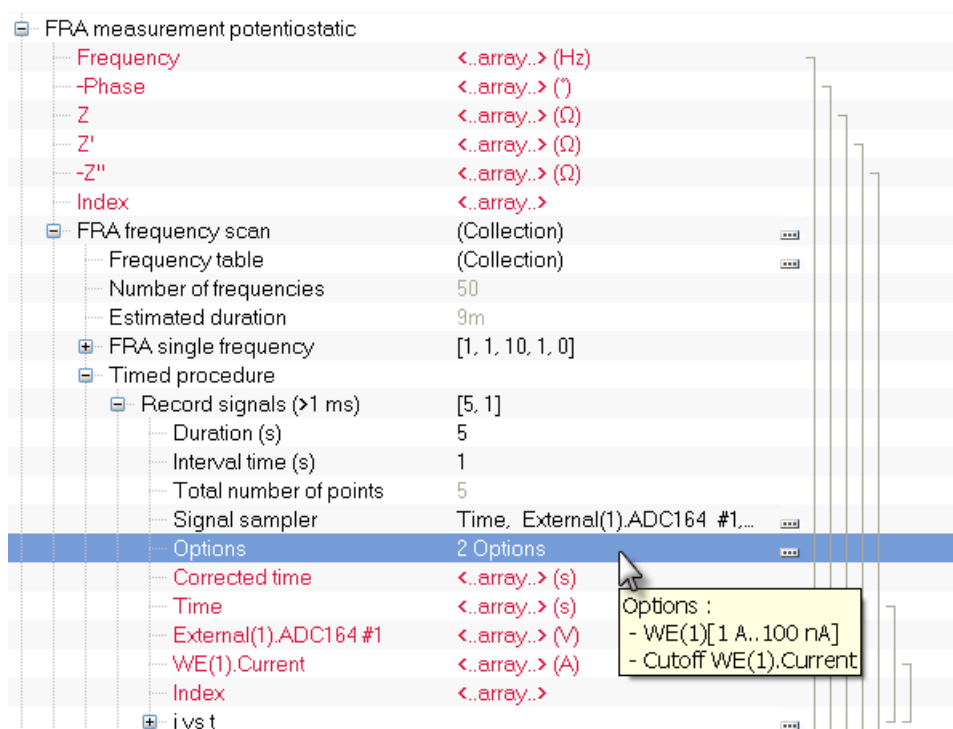 FRA measurement potentiostatic
Frequency <..array..> (Hz)
-Phase <..array..> (°)
Z <..array..> (Ω)
Z' <..array..> (Ω)
-Z'' <..array..> (Ω)
Index <..array..>
FRA frequency scan (Collection)
Frequency table (Collection)
Number of frequencies 50
Estimated duration 9m
FRA single frequency [1, 1, 10, 1, 0]
Timed procedure
Record signals (>1 ms) [5, 1]
Duration (s) 5
Interval time (s) 1
Total number of points 5
Signal sampler Time, External(1).ADC164 #1,...
Options 2 Options
Corrected time <..array..> (s)
Time <..array..> (s)
External(1).ADC164 #1 <..array..> (V)
WE(1).Current <..array..> (A)
Index <..array..>
i vs t
Options :
- WE(1)[1 A..100 nA]
- Cutoff WE(1).Current